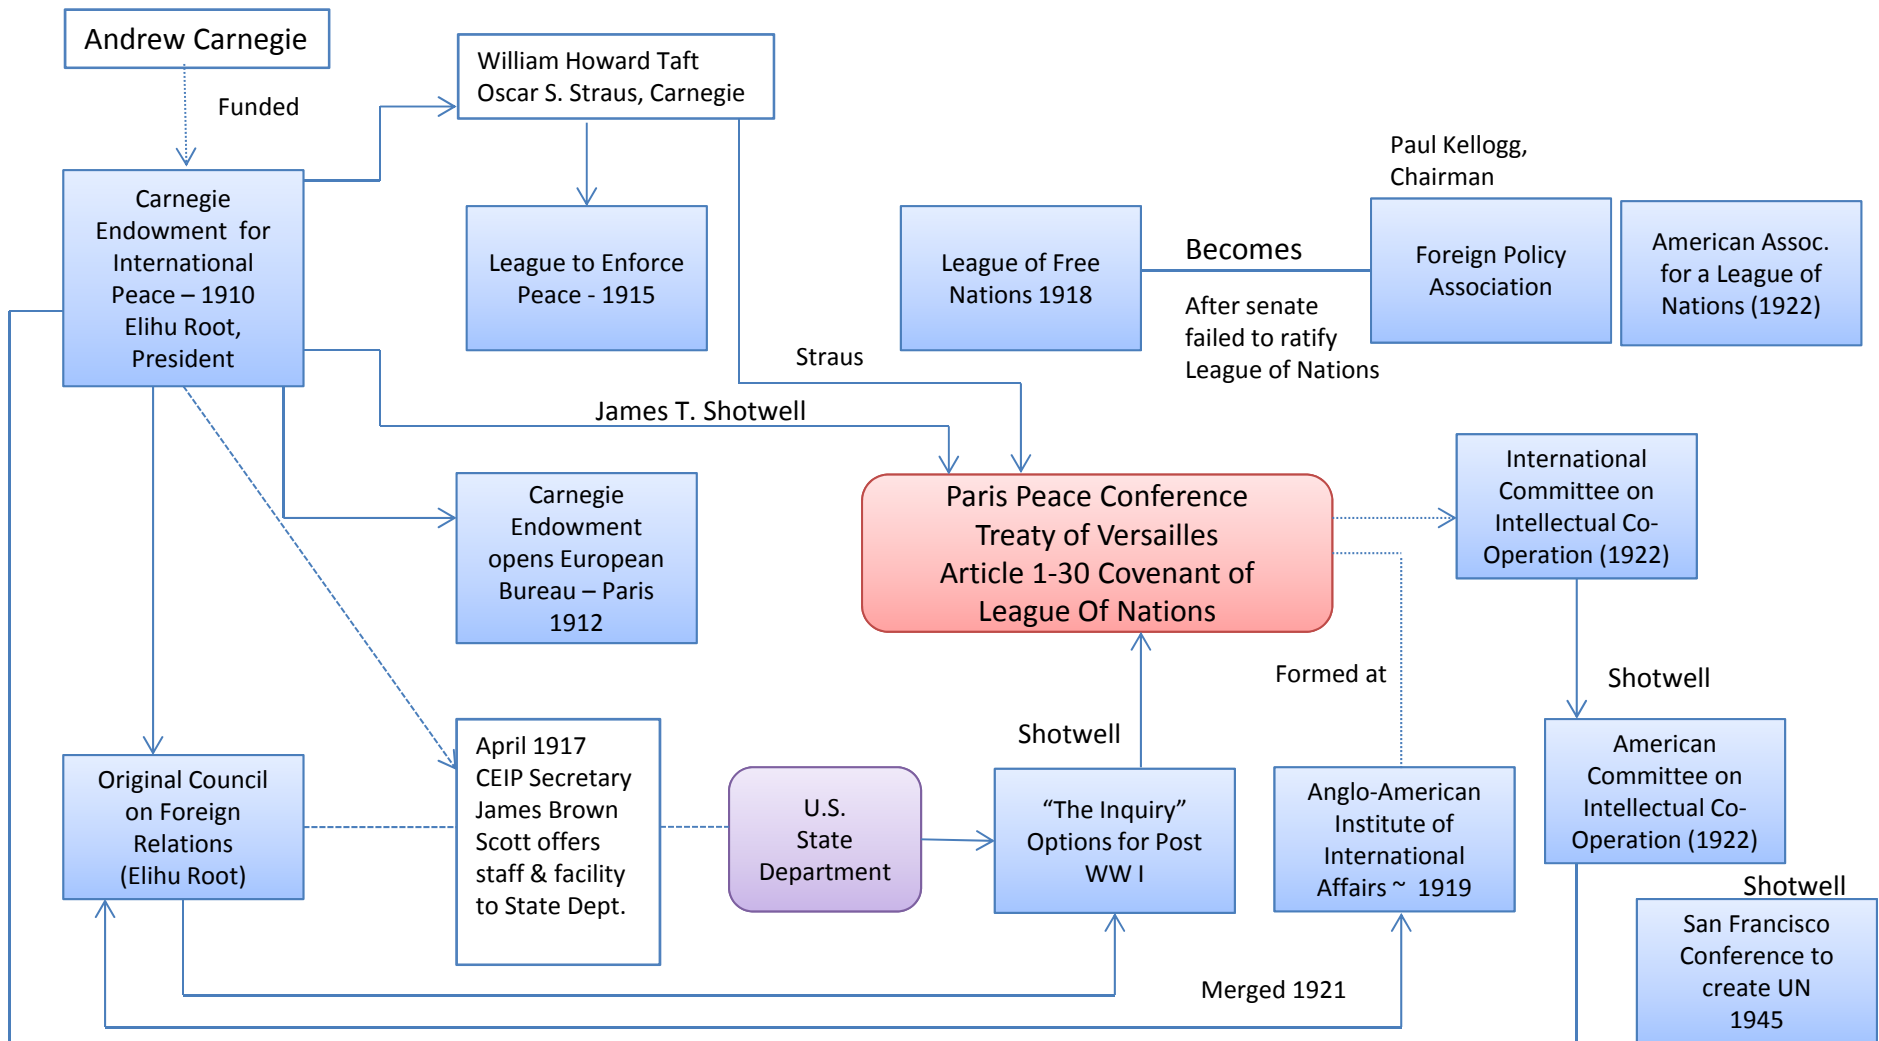 Andrew Carnegie
Funded
William Howard Taft
Oscar S. Straus, Carnegie
Carnegie
Endowment for
International
Peace – 1910
Elihu Root,
President
League to Enforce
Peace - 1915
League of Free
Nations 1918
Becomes
After senate
failed to ratify
League of Nations
Paul Kellogg,
Chairman
Foreign Policy
Association
American Assoc.
for a League of
Nations (1922)
Straus
James T. Shotwell
Carnegie
Endowment
opens European
Bureau – Paris
1912
Paris Peace Conference
Treaty of Versailles
Article 1-30 Covenant of
League Of Nations
International
Committee on
Intellectual Co-
Operation (1922)
Formed at
Shotwell
Shotwell
Original Council
on Foreign
Relations
(Elihu Root)
April 1917
CEIP Secretary
James Brown
Scott offers
staff & facility
to State Dept.
U.S.
State
Department
“The Inquiry”
Options for Post
WW I
Anglo-American
Institute of
International
Affairs ~ 1919
American
Committee on
Intellectual Co-
Operation (1922)
Shotwell
San Francisco
Conference to
create UN
1945
Merged 1921